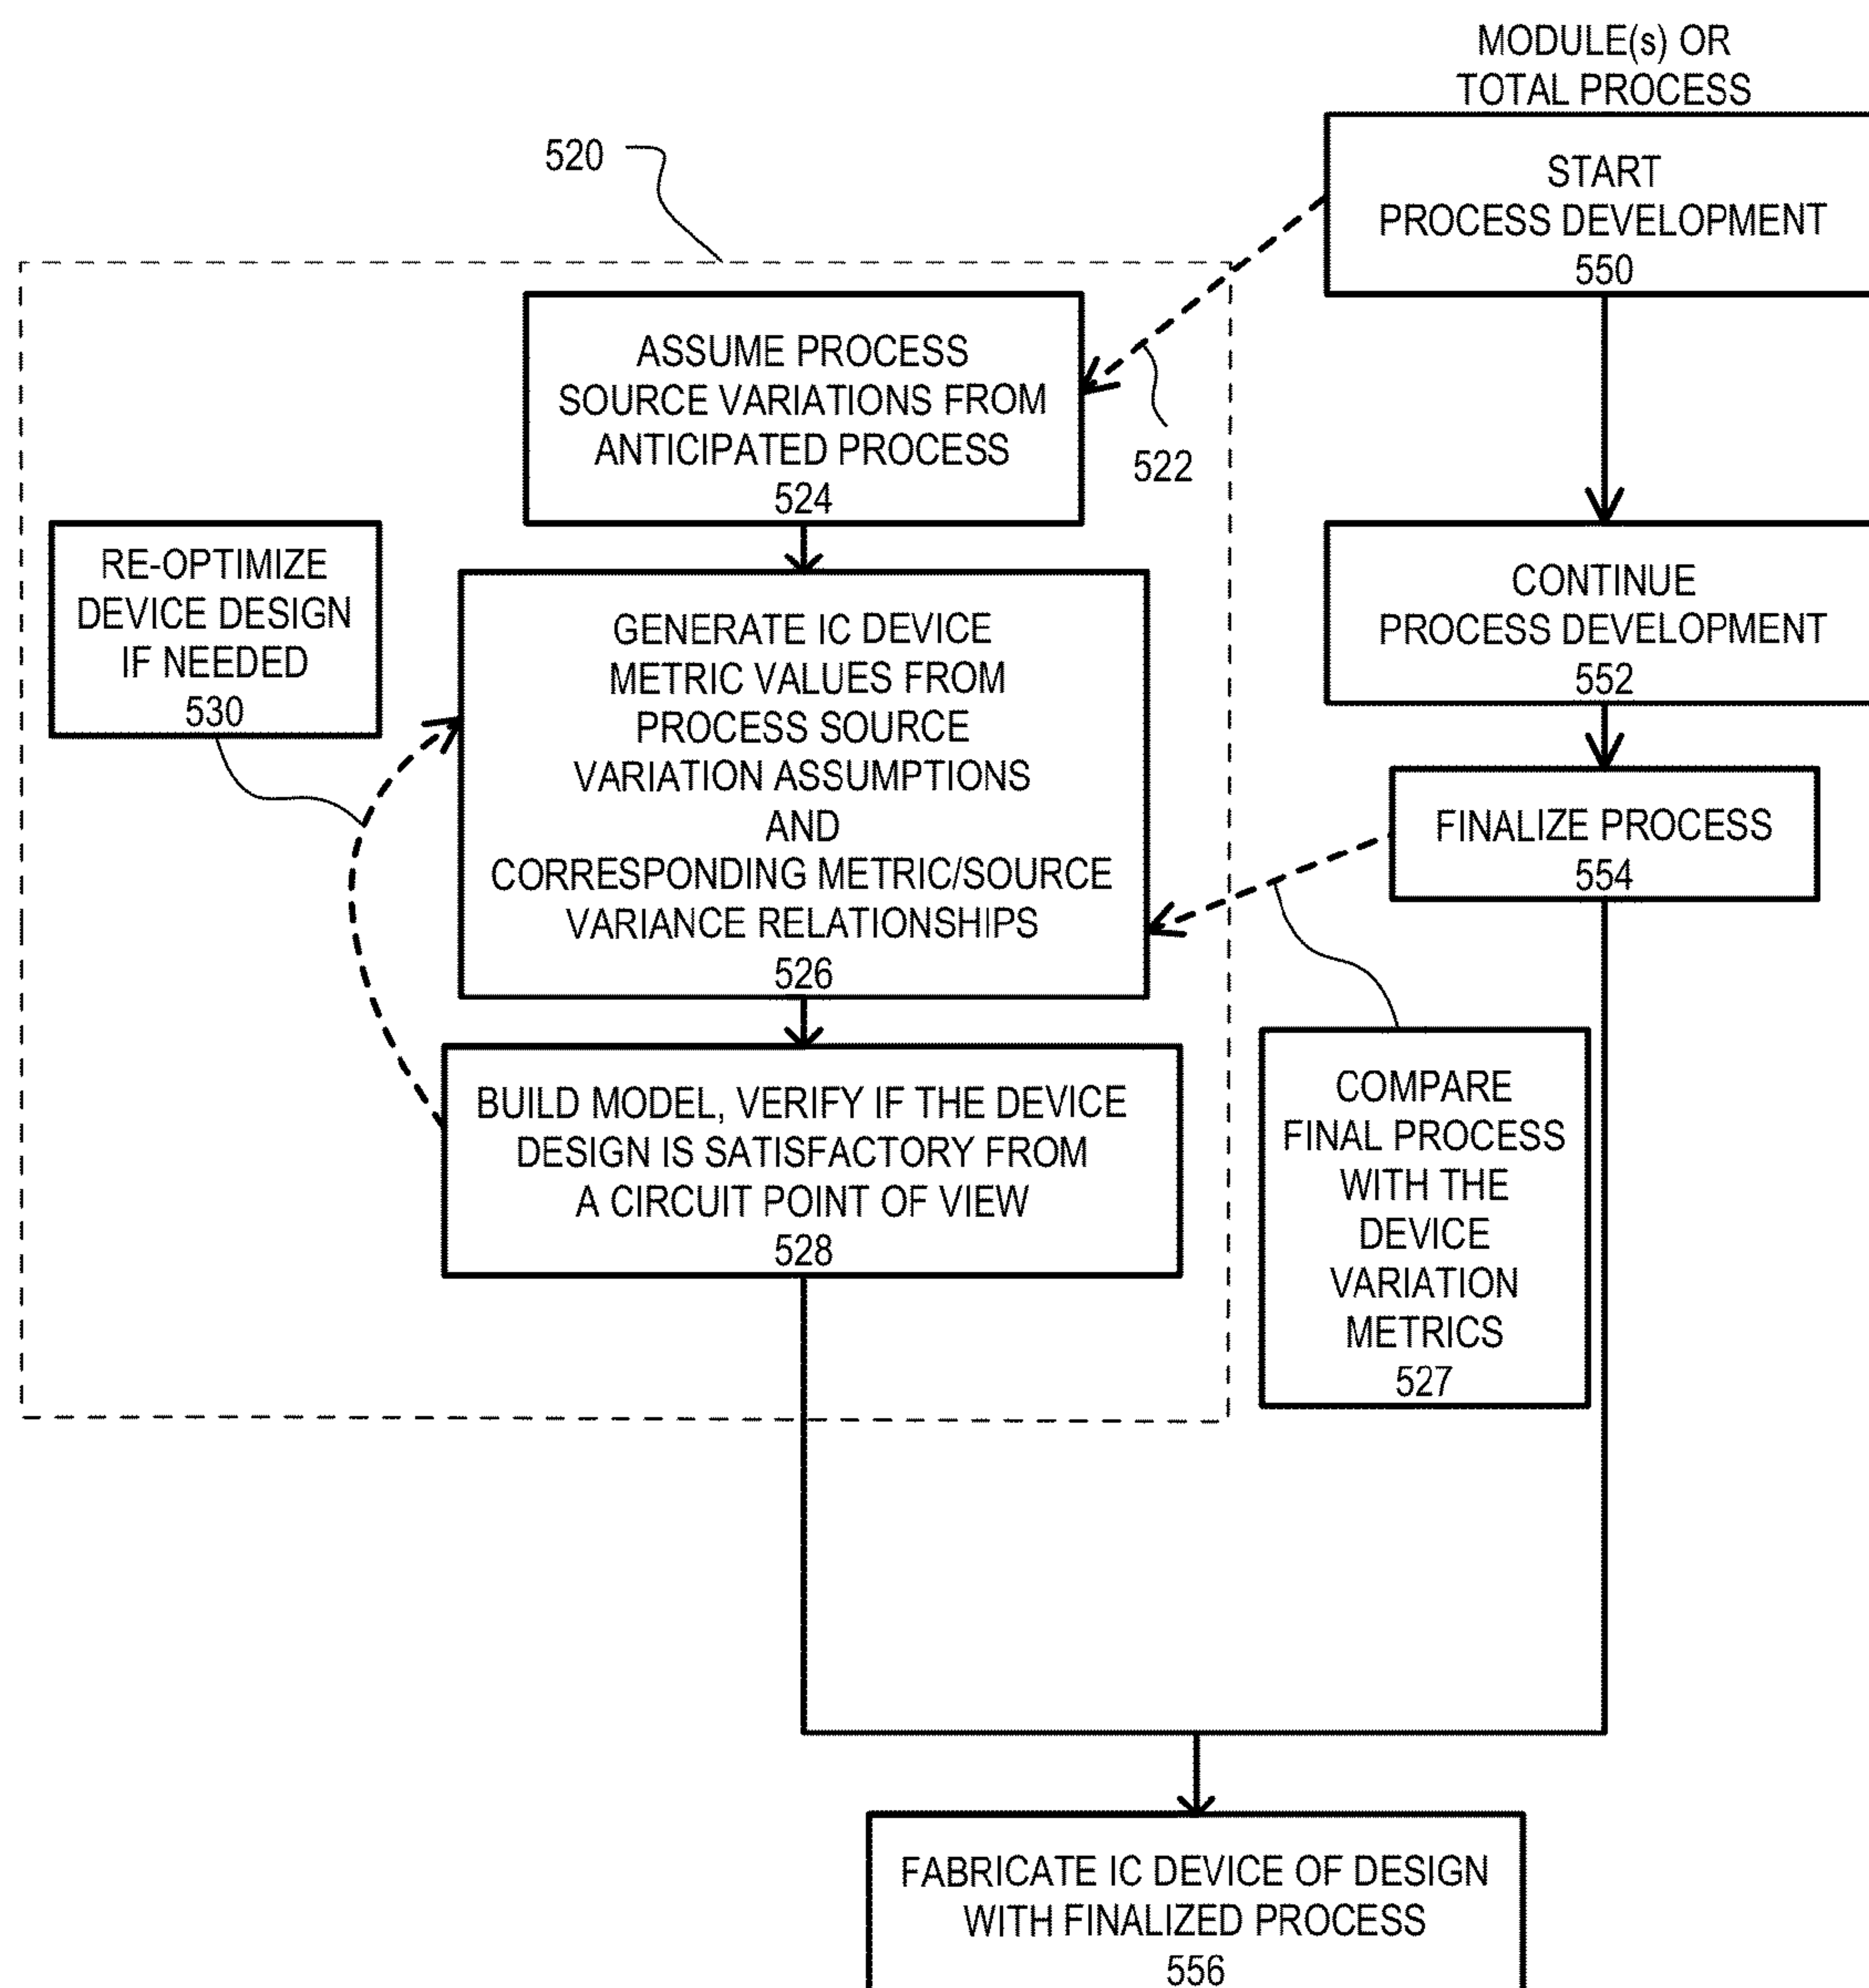 MODULE(s) OR
TOTAL PROCESS
START
PROCESS DEVELOPMENT
550
520
ASSUME PROCESS
SOURCE VARIATIONS FROM
ANTICIPATED PROCESS
524
522
RE-OPTIMIZE
DEVICE DESIGN
IF NEEDED
530
GENERATE IC DEVICE
METRIC VALUES FROM
PROCESS SOURCE
VARIATION ASSUMPTIONS
AND
CORRESPONDING METRIC/SOURCE
VARIANCE RELATIONSHIPS
526
CONTINUE
PROCESS DEVELOPMENT
552
FINALIZE PROCESS
554
BUILD MODEL, VERIFY IF THE DEVICE
DESIGN IS SATISFACTORY FROM
A CIRCUIT POINT OF VIEW
528
COMPARE
FINAL PROCESS
WITH THE
DEVICE
VARIATION
METRICS
527
FABRICATE IC DEVICE OF DESIGN
WITH FINALIZED PROCESS
556